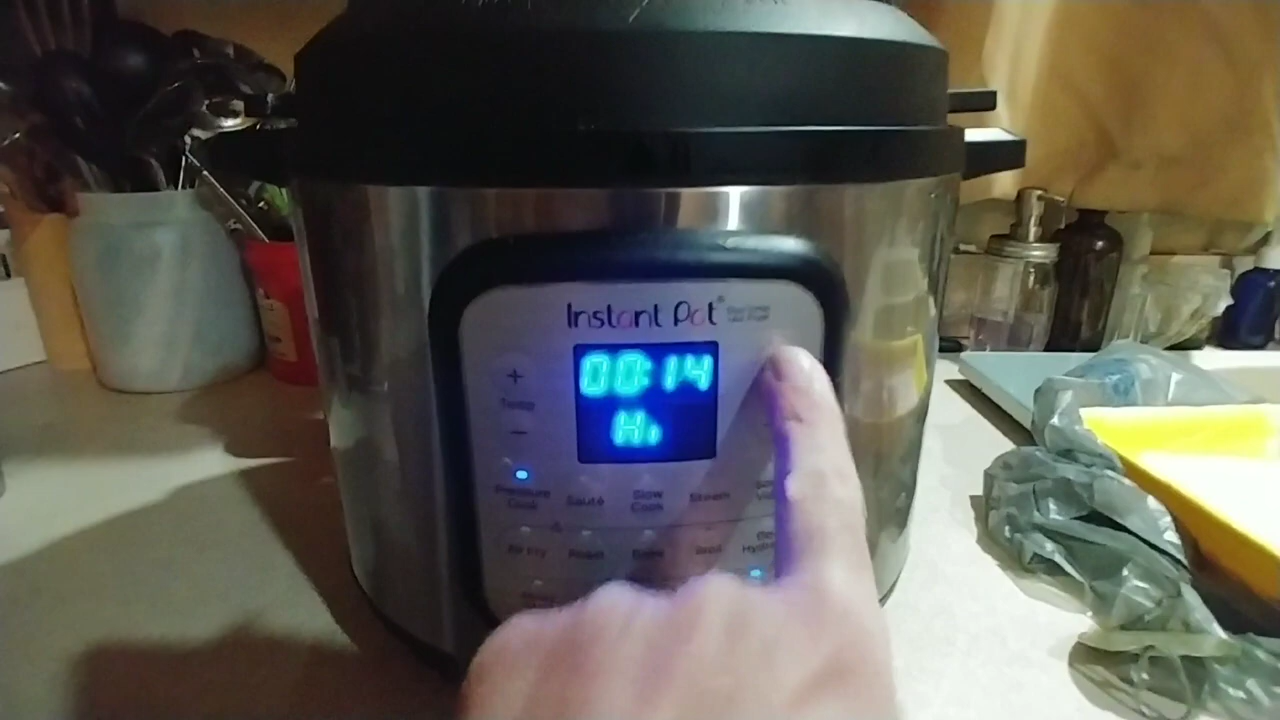 Instant Pot®
00:14
Hi
+
Temp
−
Pressure Cook
Sauté
Slow Cook
Steam
Air Fry
Roast
Bake
Broil